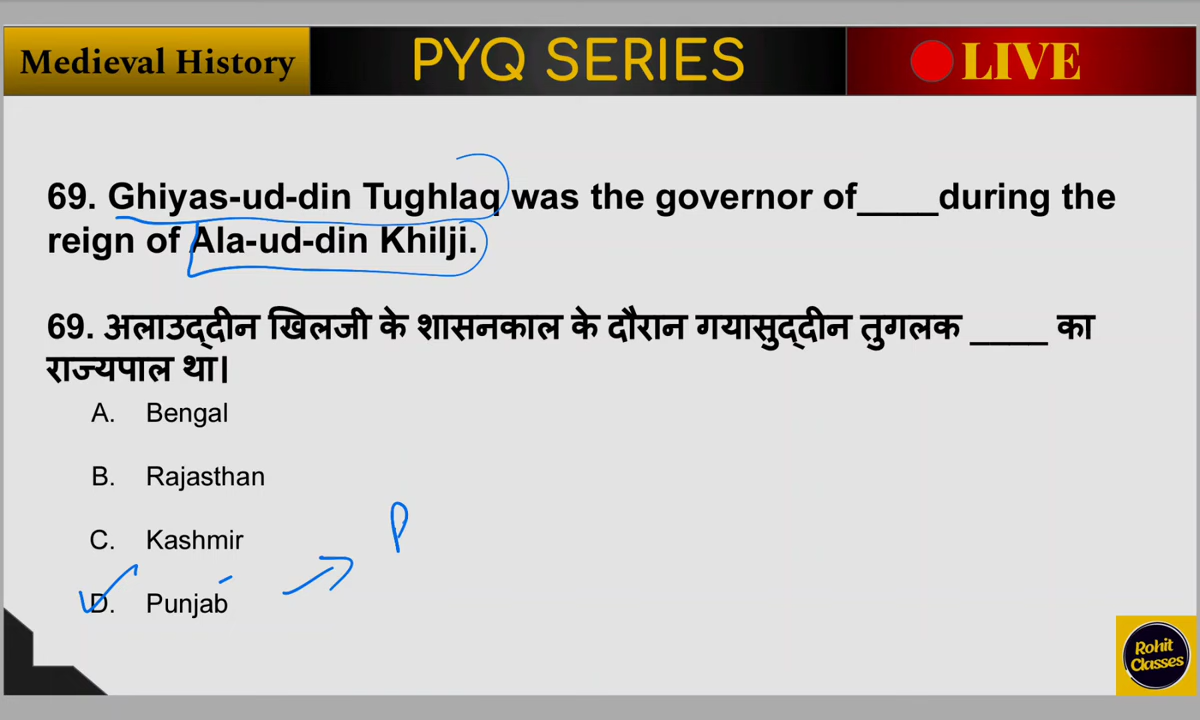 Medieval History
PYQ SERIES
LIVE
69. Ghiyas-ud-din Tughlaq was the governor of____during the
reign of Ala-ud-din Khilji.
69. अलाउद्दीन खिलजी के शासनकाल के दौरान गयासुद्दीन तुगलक ____ का
राज्यपाल था|
A. Bengal
B. Rajasthan
C. Kashmir
P
D. Punjab
Rohit
Classes